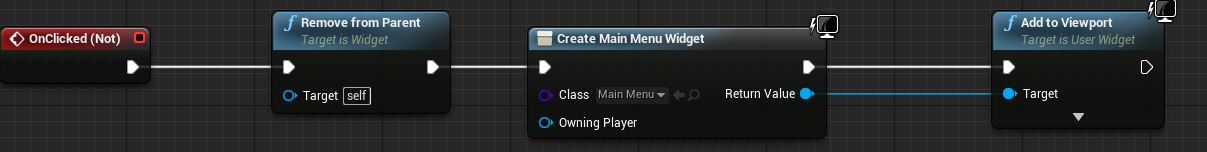 OnClicked (Not)
Remove from Parent
Target is Widget
Target self
Create Main Menu Widget
Class Main Menu
Return Value
Owning Player
Add to Viewport
Target is User Widget
Target